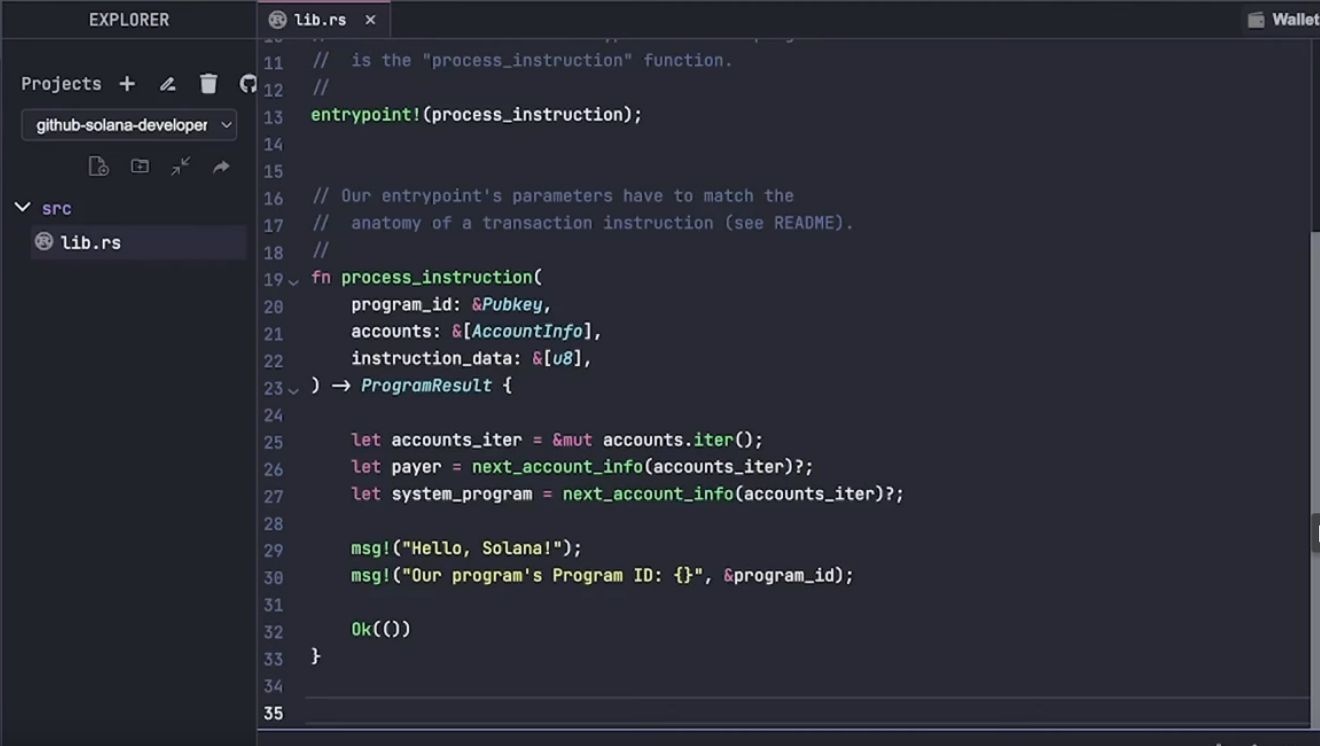 EXPLORER
lib.rs ×
Wallet
Projects +
github-solana-developer
src
lib.rs
11 // is the "process_instruction" function.
12 //
13 entrypoint!(process_instruction);
14
15
16 // Our entrypoint's parameters have to match the
17 // anatomy of a transaction instruction (see README).
18 //
19 fn process_instruction(
20 program_id: &Pubkey,
21 accounts: &[AccountInfo],
22 instruction_data: &[u8],
23 ) → ProgramResult {
24
25 let accounts_iter = &mut accounts.iter();
26 let payer = next_account_info(accounts_iter)?;
27 let system_program = next_account_info(accounts_iter)?;
28
29 msg!("Hello, Solana!");
30 msg!("Our program's Program ID: {}", &program_id);
31
32 Ok(())
33 }
34
35